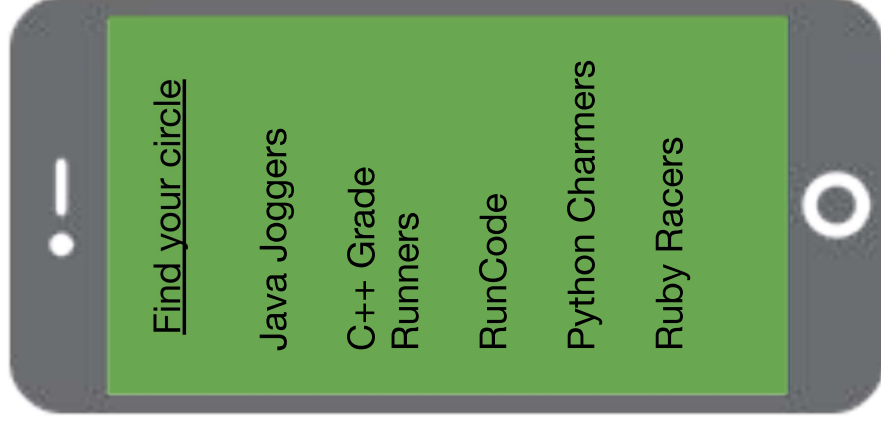 Find your circle
Java Joggers
C++ Grade
Runners
RunCode
Python Charmers
Ruby Racers